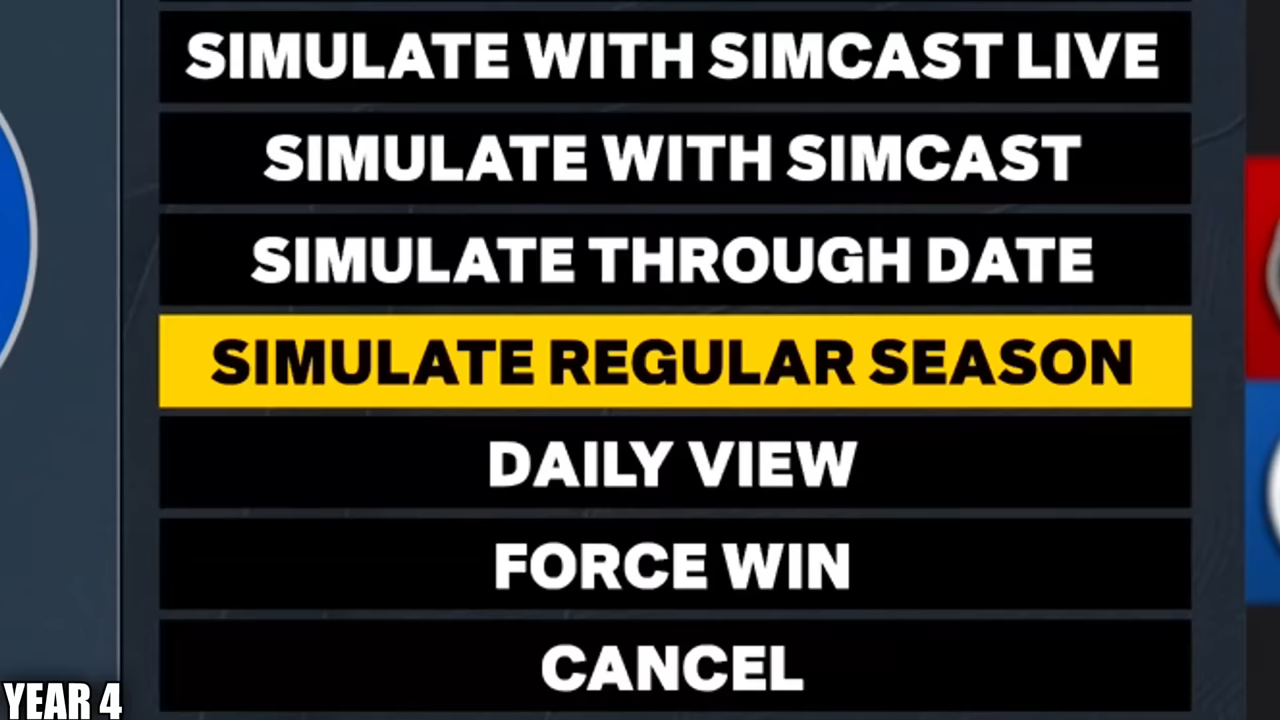 SIMULATE WITH SIMCAST LIVE
SIMULATE WITH SIMCAST
SIMULATE THROUGH DATE
SIMULATE REGULAR SEASON
DAILY VIEW
FORCE WIN
CANCEL
YEAR 4